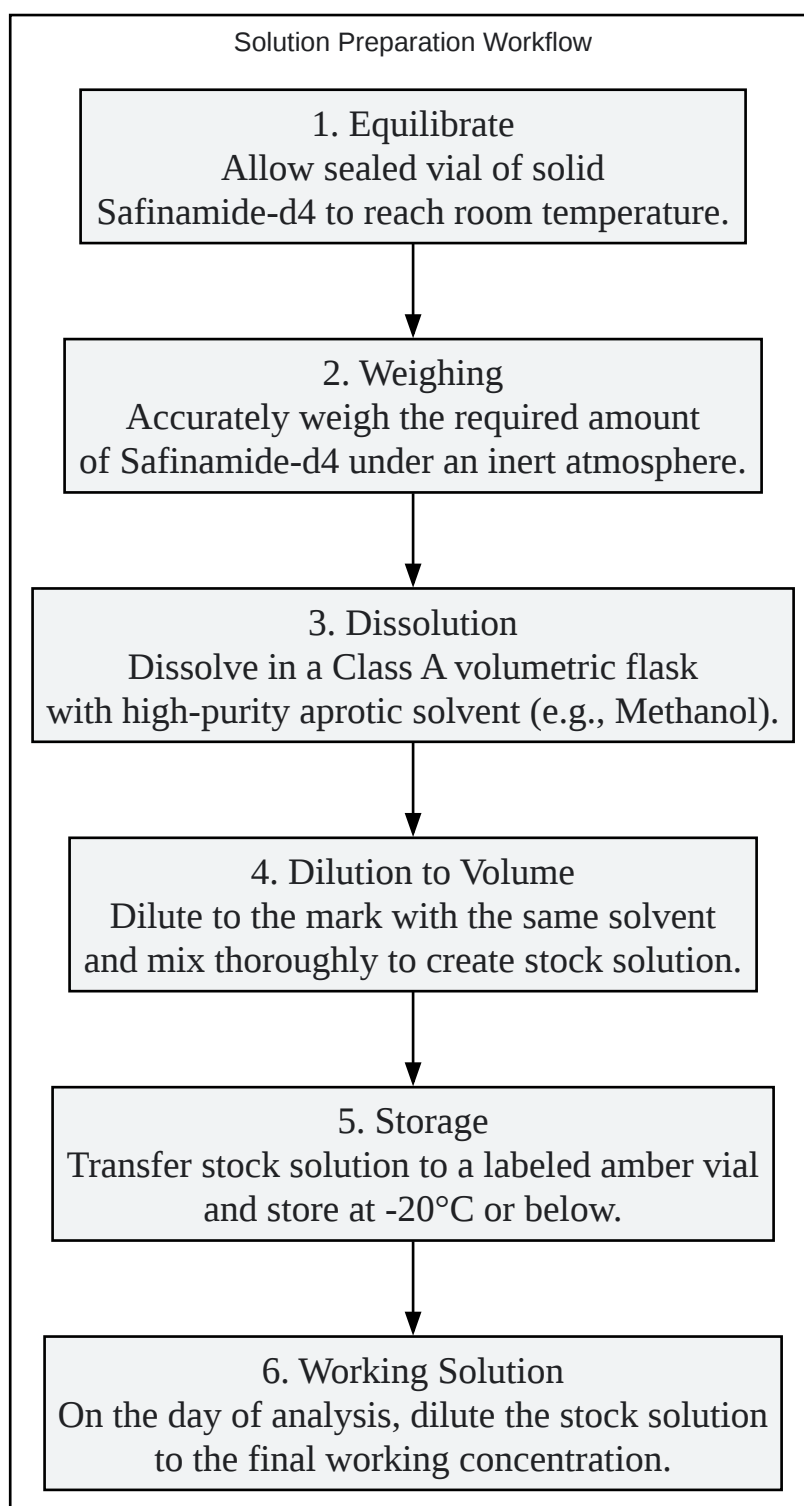 Solution Preparation Workflow
1. Equilibrate
Allow sealed vial of solid
Safinamide-d4 to reach room temperature.
2. Weighing
Accurately weigh the required amount
of Safinamide-d4 under an inert atmosphere.
3. Dissolution
Dissolve in a Class A volumetric flask
with high-purity aprotic solvent (e.g., Methanol).
4. Dilution to Volume
Dilute to the mark with the same solvent
and mix thoroughly to create stock solution.
5. Storage
Transfer stock solution to a labeled amber vial
and store at -20°C or below.
6. Working Solution
On the day of analysis, dilute the stock solution
to the final working concentration.